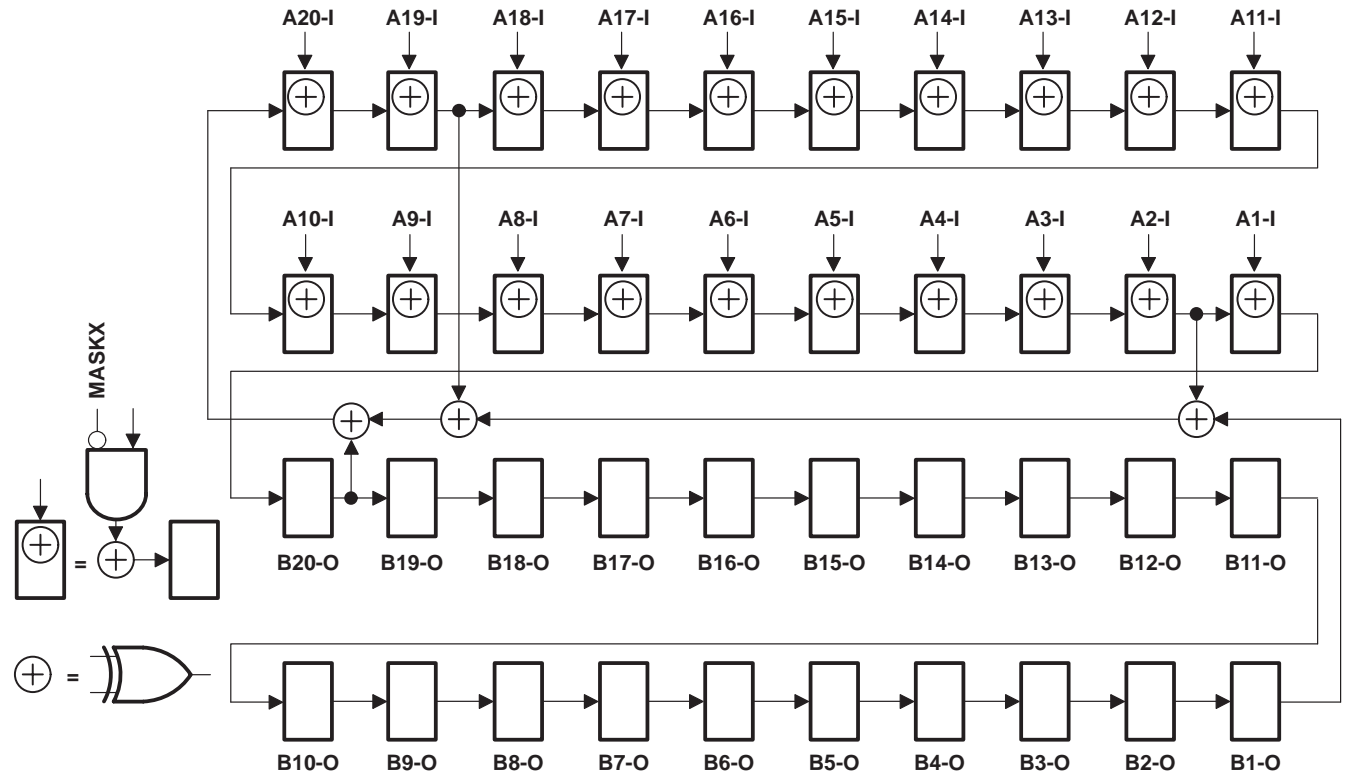 A20-I A19-I A18-I A17-I A16-I A15-I A14-I A13-I A12-I A11-I
A10-I A9-I A8-I A7-I A6-I A5-I A4-I A3-I A2-I A1-I
MASKX
=
B20-O B19-O B18-O B17-O B16-O B15-O B14-O B13-O B12-O B11-O
=
B10-O B9-O B8-O B7-O B6-O B5-O B4-O B3-O B2-O B1-O